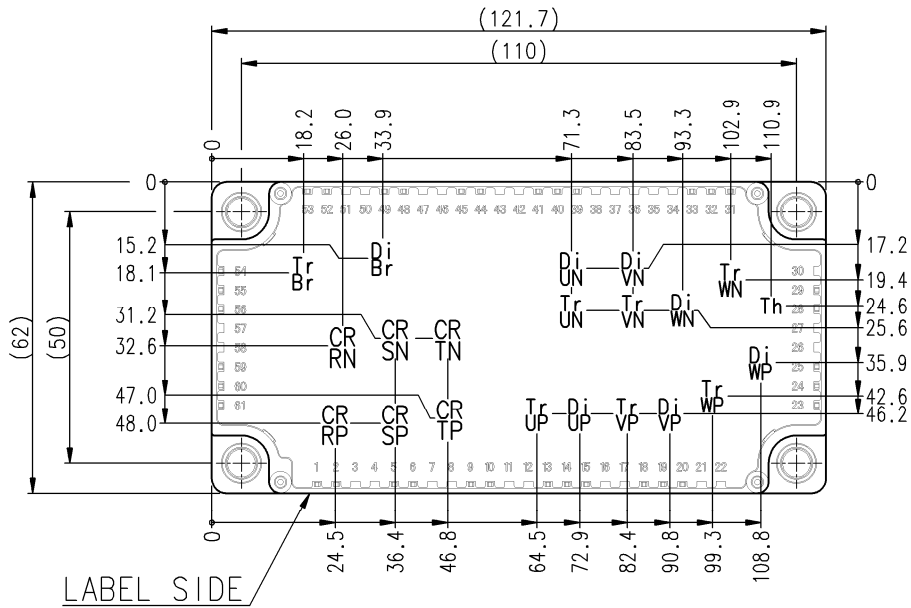 (121.7)
(110)
0 18.2 26.0 33.9 71.3 83.5 93.3 102.9 110.9
0 0
53 52 51 50 49 48 47 46 45 44 43 42 41 40 39 38 37 36 35 34 33 32 31
(62) (50)
15.2 17.2
18.1 19.4
31.2 24.6
32.6 25.6
47.0 35.9
48.0 42.6
46.2
54 55 56 57 58 59 60 61
30 29 28 27 26 25 24 23
Tr Br
Di Br
Di UN
Di VN
Tr WN
Tr UN
Tr VN
Di WN
Th
CR RN
CR SN
CR TN
Di WP
CR RP
CR SP
CR TP
Tr UP
Di UP
Tr VP
Di VP
Tr WP
1 2 3 4 5 6 7 8 9 10 11 12 13 14 15 16 17 18 19 20 21 22
0 24.5 36.4 46.8 64.5 72.9 82.4 90.8 99.3 108.8
LABEL SIDE